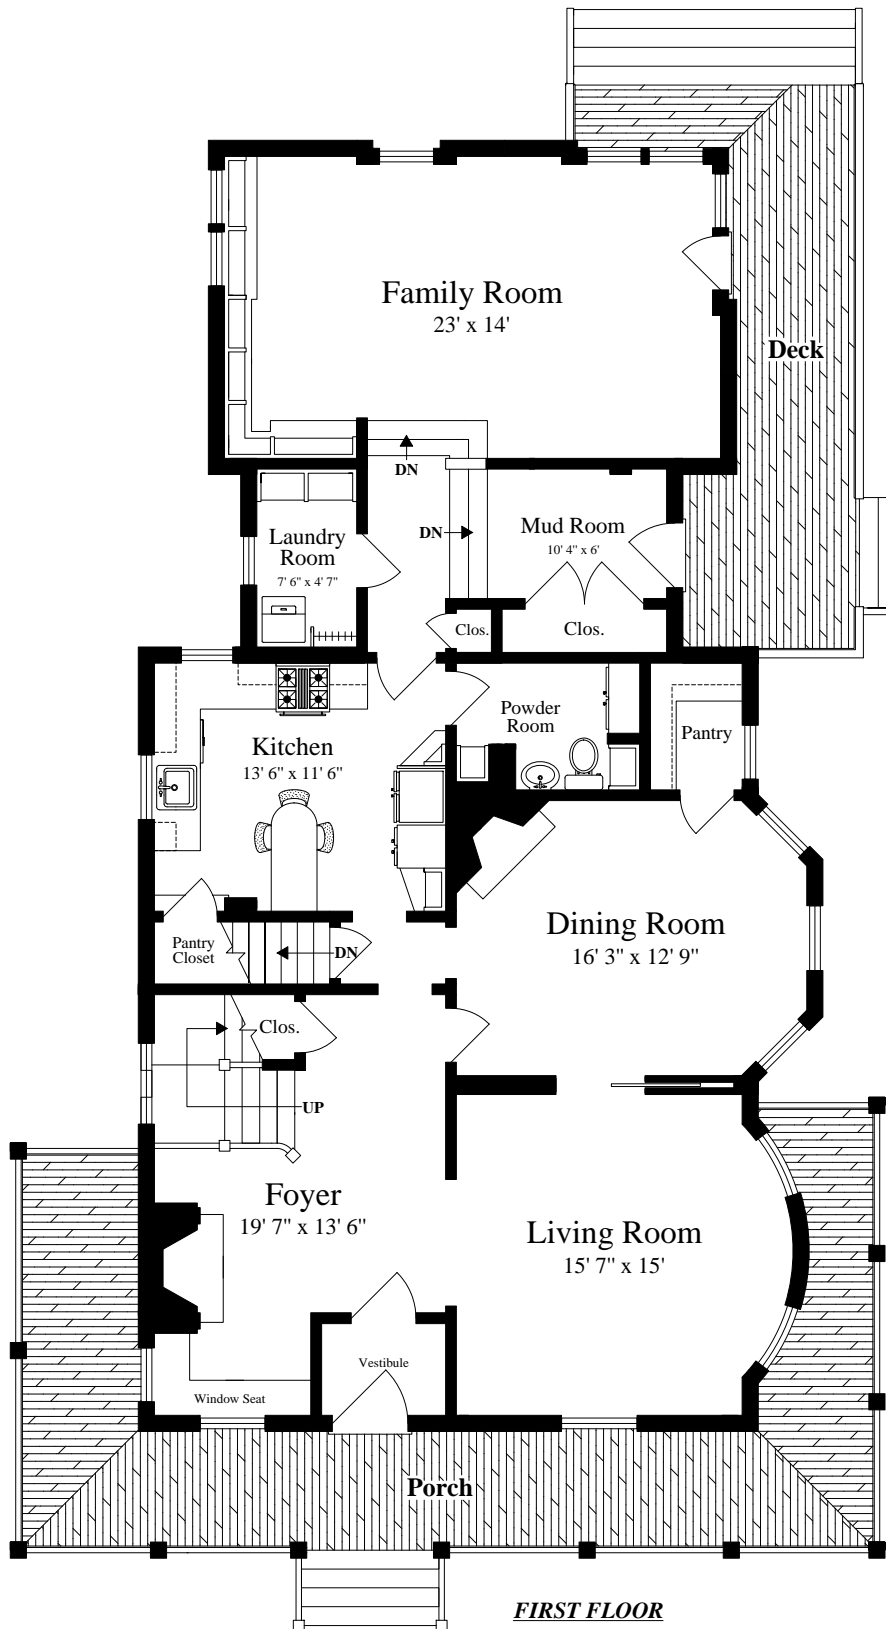 Family Room
23' x 14'
Deck
DN
DN
Mud Room
10' 4" x 6'
Laundry
Room
7' 6" x 4' 7"
Clos.
Clos.
Powder
Room
Pantry
Kitchen
13' 6" x 11' 6"
Dining Room
16' 3" x 12' 9"
Pantry
Closet
DN
Clos.
UP
Foyer
19' 7" x 13' 6"
Living Room
15' 7" x 15'
Vestibule
Window Seat
Porch
FIRST FLOOR